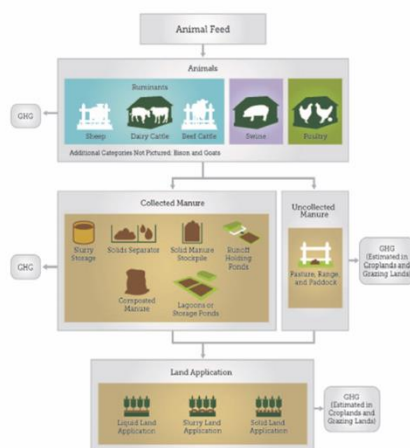 Animal Feed
Animals
Ruminants
GHG
Sheep
Dairy Cattle
Beef Cattle
Swine
Poultry
Additional Categories Not Pictured: Bison and Goats
Collected Manure
Uncollected
Manure
Slurry
Storage
Solids Separator
Solid Manure
Stockpile
Runoff
Holding
Ponds
GHG
Pasture, Range,
and Paddock
GHG
(Estimated in
Croplands and
Grazing Lands)
Composted
Manure
Lagoons or
Storage Ponds
Land Application
Liquid Land
Application
Slurry Land
Application
Solid Land
Application
GHG
(Estimated in
Croplands and
Grazing Lands)